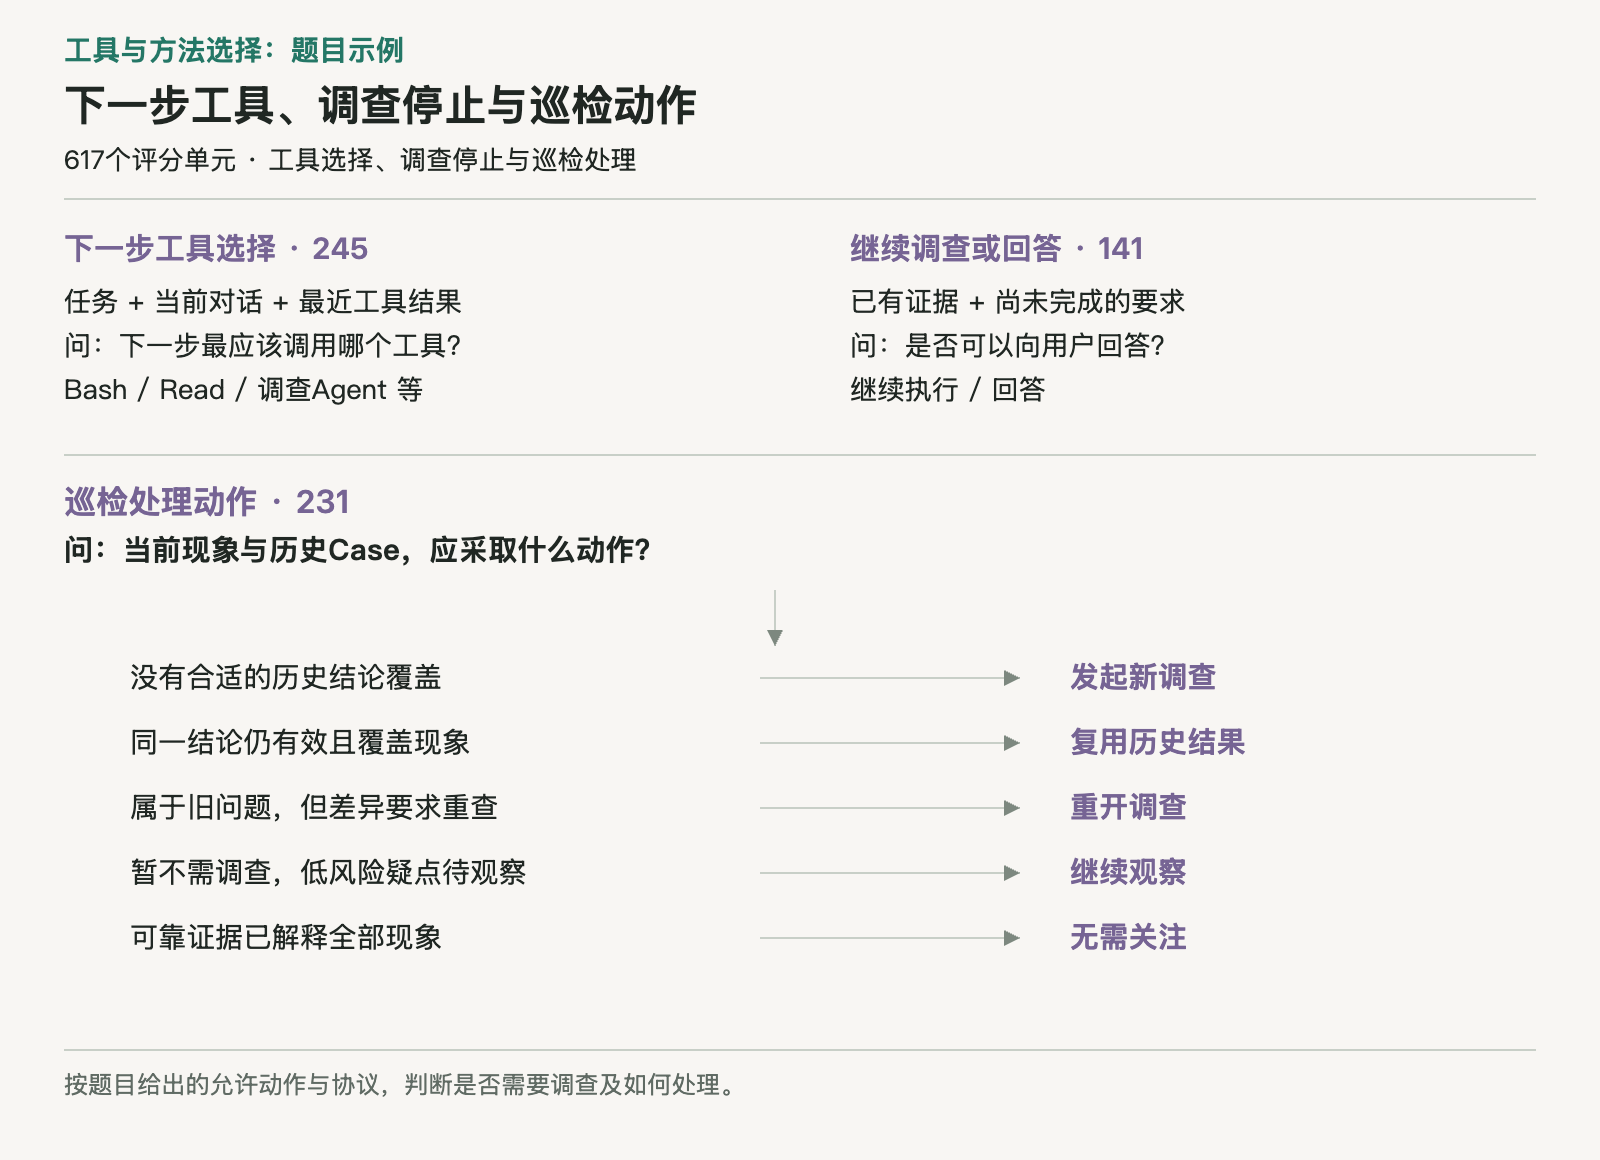 工具与方法选择：题目示例
下一步工具、调查停止与巡检动作
617个评分单元 · 工具选择、调查停止与巡检处理
下一步工具选择 · 245
任务 + 当前对话 + 最近工具结果
问：下一步最应该调用哪个工具？
Bash / Read / 调查Agent 等
继续调查或回答 · 141
已有证据 + 尚未完成的要求
问：是否可以向用户回答？
继续执行 / 回答
巡检处理动作 · 231
问：当前现象与历史Case，应采取什么动作？
没有合适的历史结论覆盖
发起新调查
同一结论仍有效且覆盖现象
复用历史结果
属于旧问题，但差异要求重查
重开调查
暂不需调查，低风险疑点待观察
继续观察
可靠证据已解释全部现象
无需关注
按题目给出的允许动作与协议，判断是否需要调查及如何处理。